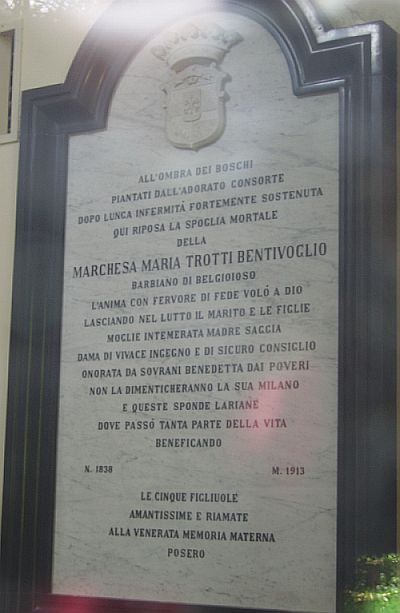 ALL'OMBRA DEI BOSCHI
PIANTATI DALL'ADORATO CONSORTE
DOPO LUNGA INFERMITÀ FORTEMENTE SOSTENUTA
QUI RIPOSA LA SPOGLIA MORTALE
DELLA
MARCHESA MARIA TROTTI BENTIVOGLIO
BARBIANO DI BELGIOIOSO
L'ANIMA CON FERVORE DI FEDE VOLÓ A DIO
LASCIANDO NEL LUTTO IL MARITO E LE FIGLIE
MOGLIE INTEMERATA MADRE SAGGIA
DAMA DI VIVACE INGEGNO E DI SICURO CONSIGLIO
ONORATA DA SOVRANI BENEDETTA DAI POVERI
NON LA DIMENTICHERANNO LA SUA MILANO
E QUESTE SPONDE LARIANE
DOVE PASSÓ TANTA PARTE DELLA VITA
BENEFICANDO
N. 1838 M. 1913
LE CINQUE FIGLIUOLE
AMANTISSIME E RIAMATE
ALLA VENERATA MEMORIA MATERNA
POSERO